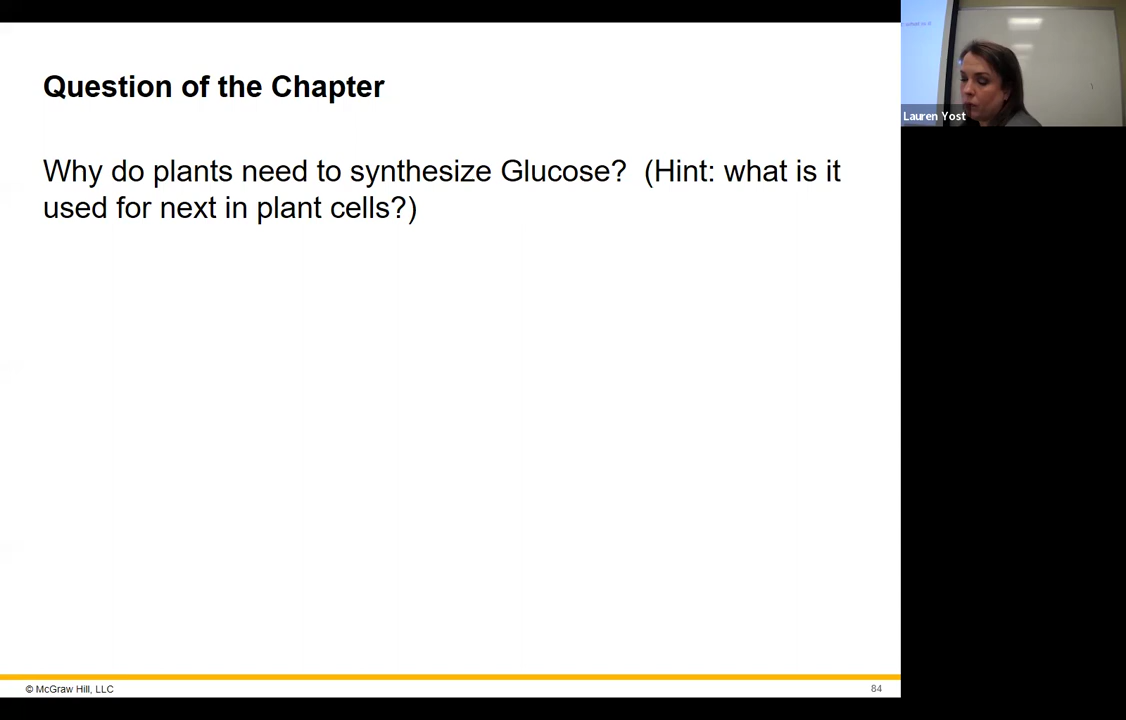 Question of the Chapter
Why do plants need to synthesize Glucose?  (Hint: what is it
used for next in plant cells?)
© McGraw Hill, LLC
84
Lauren Yost